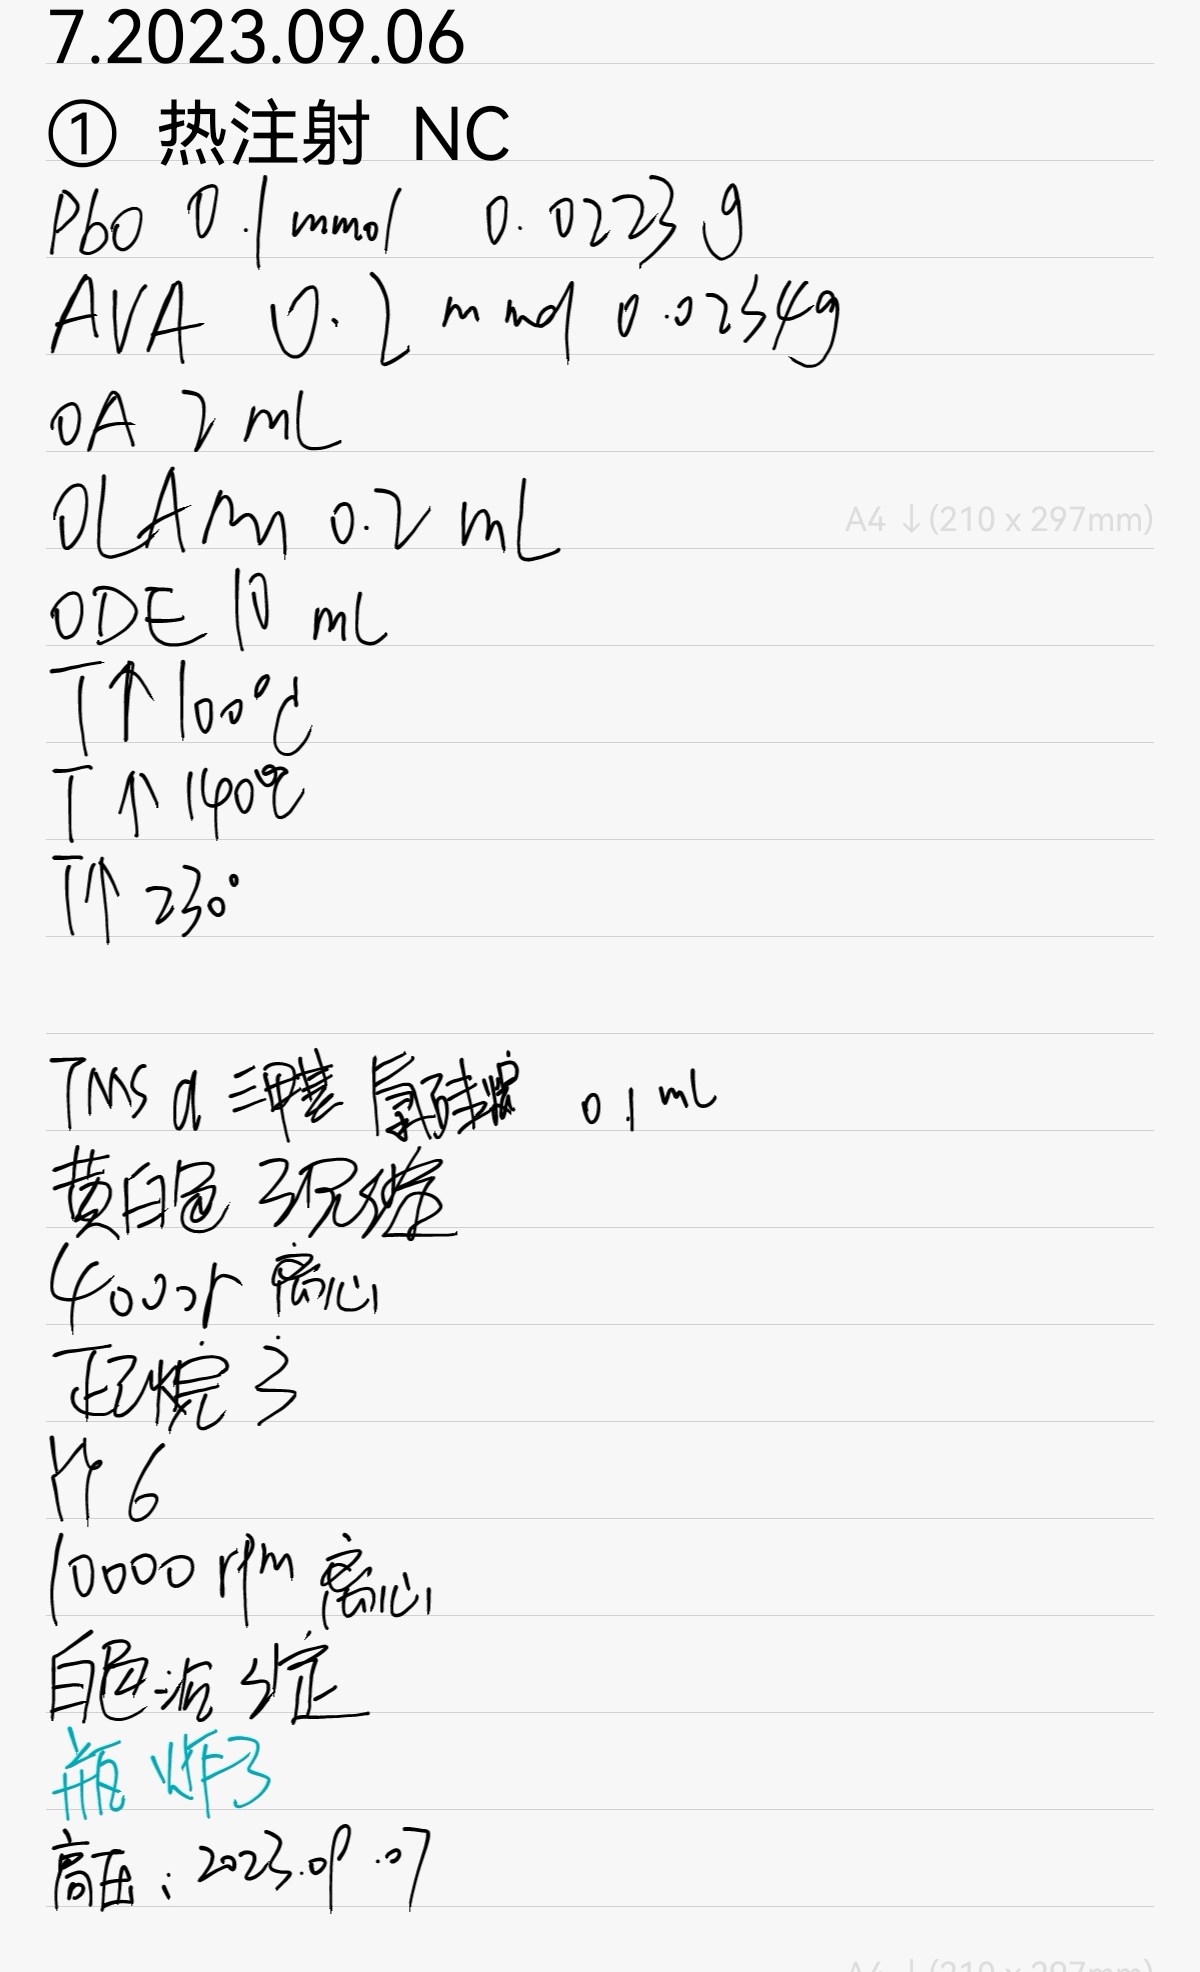 7.2023.09.06
① 热注射 NC
PbO 0.1 mmol 0.0223 g
AVA 0.2 mmol 0.0234g
OA 2 mL
OLAm 0.2 mL
A4 ↓(210 x 297mm)
ODE 10 mL
T↑ 100℃
T↑ 140℃
T↑ 230°
TMS 三甲基 硅烷 0.1 mL
黄白色 沉淀
4000r 离心
正己烷 3
6
10000 rpm 离心
白色沉淀
瓶 炸了
高压：2023.09.07
A4 ↓(210 x 297mm)